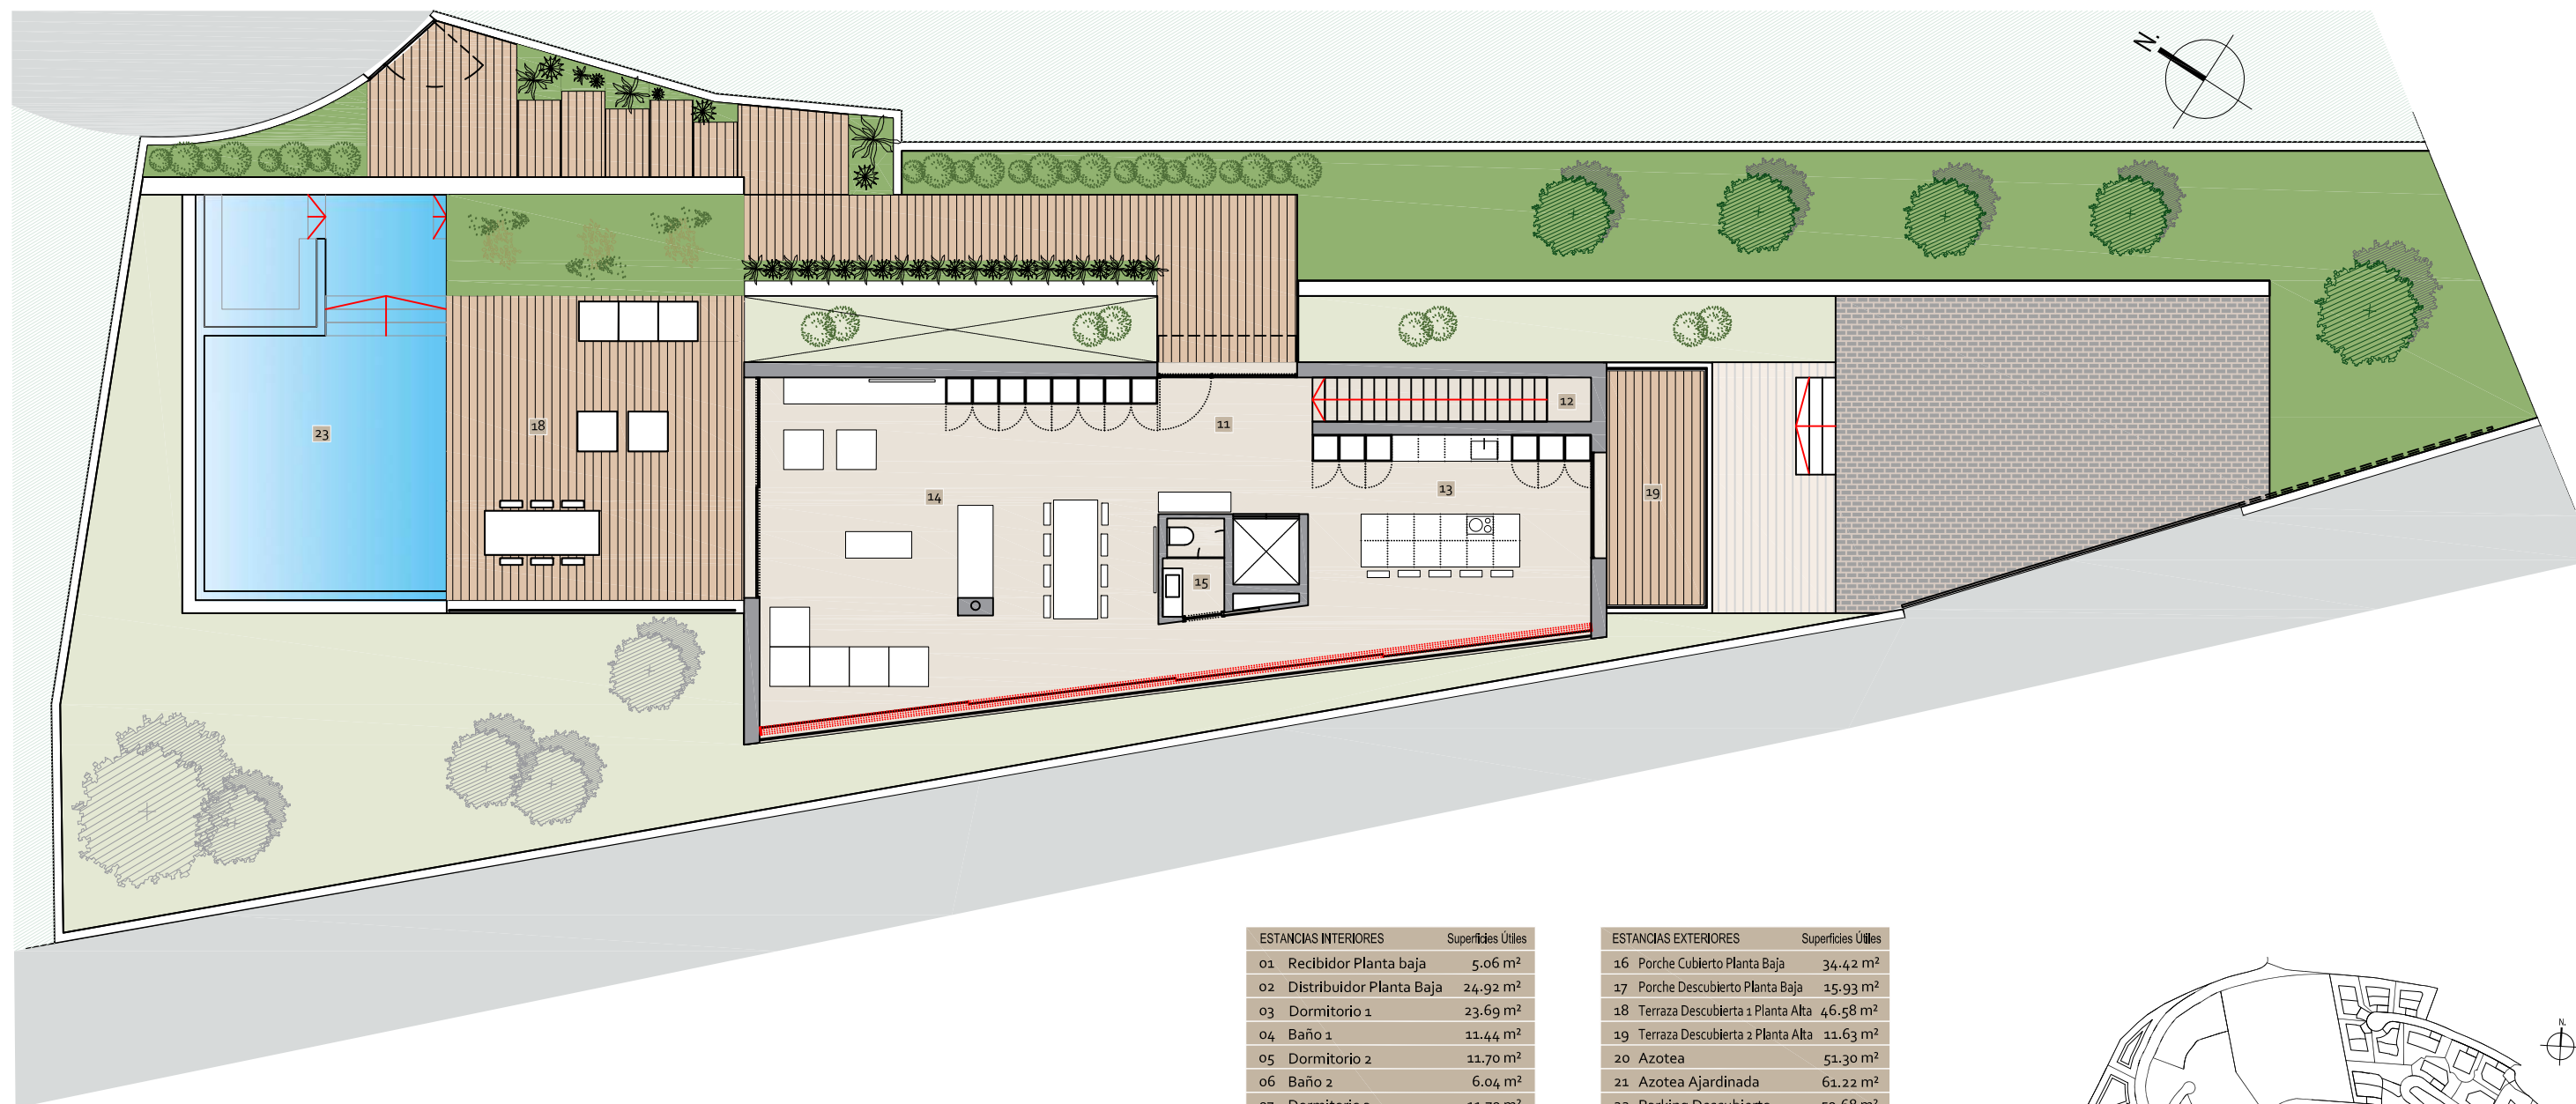 N.
23
18
14
11
12
13
15
19
ESTANCIAS INTERIORES Superficies Útiles
01 Recibidor Planta baja 5.06 m²
02 Distribuidor Planta Baja 24.92 m²
03 Dormitorio 1 23.69 m²
04 Baño 1 11.44 m²
05 Dormitorio 2 11.70 m²
06 Baño 2 6.04 m²
ESTANCIAS EXTERIORES Superficies Útiles
16 Porche Cubierto Planta Baja 34.42 m²
17 Porche Descubierto Planta Baja 15.93 m²
18 Terraza Descubierta 1 Planta Alta 46.58 m²
19 Terraza Descubierta 2 Planta Alta 11.63 m²
20 Azotea 51.30 m²
21 Azotea Ajardinada 61.22 m²
N.